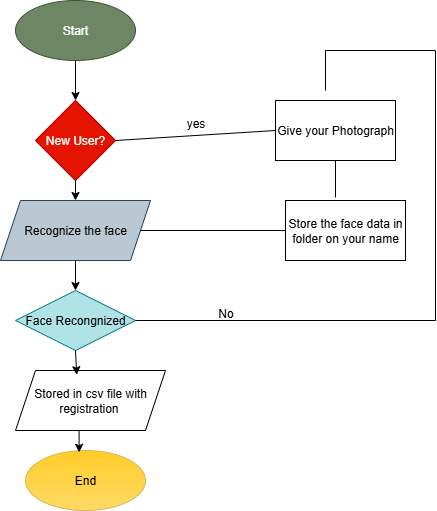 Start
New User?
yes
Give your Photograph
Recognize the face
Store the face data in
folder on your name
Face Recongnized
No
Stored in csv file with
registration
End